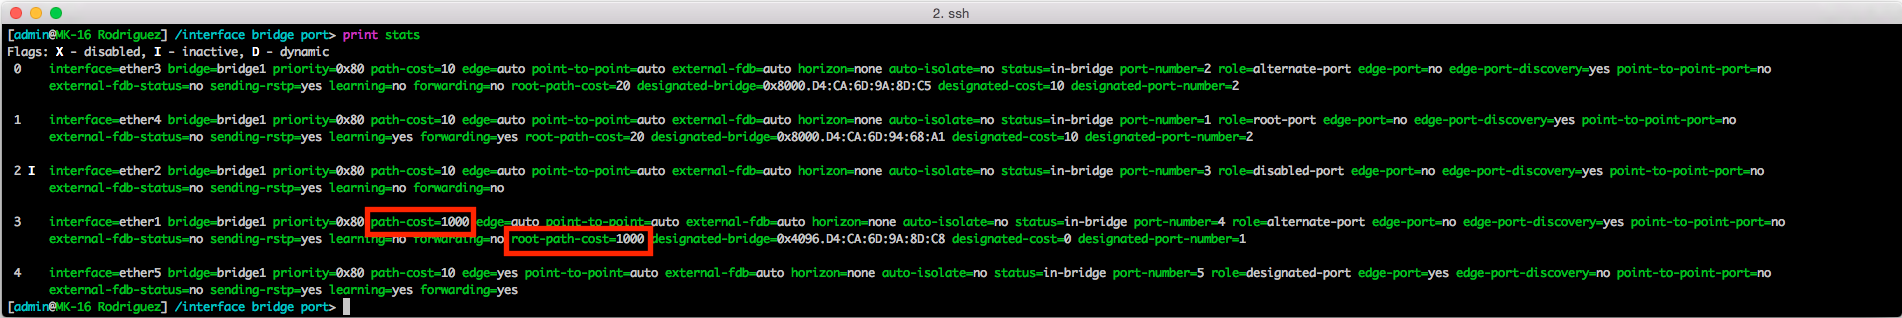 2. ssh
[admin@MK-16 Rodriguez] /interface bridge port> print stats
Flags: X - disabled, I - inactive, D - dynamic
0 interface=ether3 bridge=bridge1 priority=0x80 path-cost=10 edge=auto point-to-point=auto external-fdb=auto horizon=none auto-isolate=no status=in-bridge port-number=2 role=alternate-port edge-port=no edge-port-discovery=yes point-to-point-port=no
external-fdb-status=no sending-rstp=yes learning=no forwarding=no root-path-cost=20 designated-bridge=0x8000.D4:CA:6D:9A:8D:C5 designated-cost=10 designated-port-number=2
1 interface=ether4 bridge=bridge1 priority=0x80 path-cost=10 edge=auto point-to-point=auto external-fdb=auto horizon=none auto-isolate=no status=in-bridge port-number=1 role=root-port edge-port=no edge-port-discovery=yes point-to-point-port=no
external-fdb-status=no sending-rstp=yes learning=yes forwarding=yes root-path-cost=20 designated-bridge=0x8000.D4:CA:6D:94:68:A1 designated-cost=10 designated-port-number=2
2 I interface=ether2 bridge=bridge1 priority=0x80 path-cost=10 edge=auto point-to-point=auto external-fdb=auto horizon=none auto-isolate=no status=in-bridge port-number=3 role=disabled-port edge-port=no edge-port-discovery=yes point-to-point-port=no
external-fdb-status=no sending-rstp=yes learning=no forwarding=no
3 interface=ether1 bridge=bridge1 priority=0x80 path-cost=1000 edge=auto point-to-point=auto external-fdb=auto horizon=none auto-isolate=no status=in-bridge port-number=4 role=alternate-port edge-port=no edge-port-discovery=yes point-to-point-port=no
external-fdb-status=no sending-rstp=yes learning=no forwarding=no root-path-cost=1000 designated-bridge=0x4096.D4:CA:6D:9A:8D:C8 designated-cost=0 designated-port-number=1
4 interface=ether5 bridge=bridge1 priority=0x80 path-cost=10 edge=yes point-to-point=auto external-fdb=auto horizon=none auto-isolate=no status=in-bridge port-number=5 role=designated-port edge-port=yes edge-port-discovery=no point-to-point-port=no
external-fdb-status=no sending-rstp=yes learning=yes forwarding=yes
[admin@MK-16 Rodriguez] /interface bridge port>